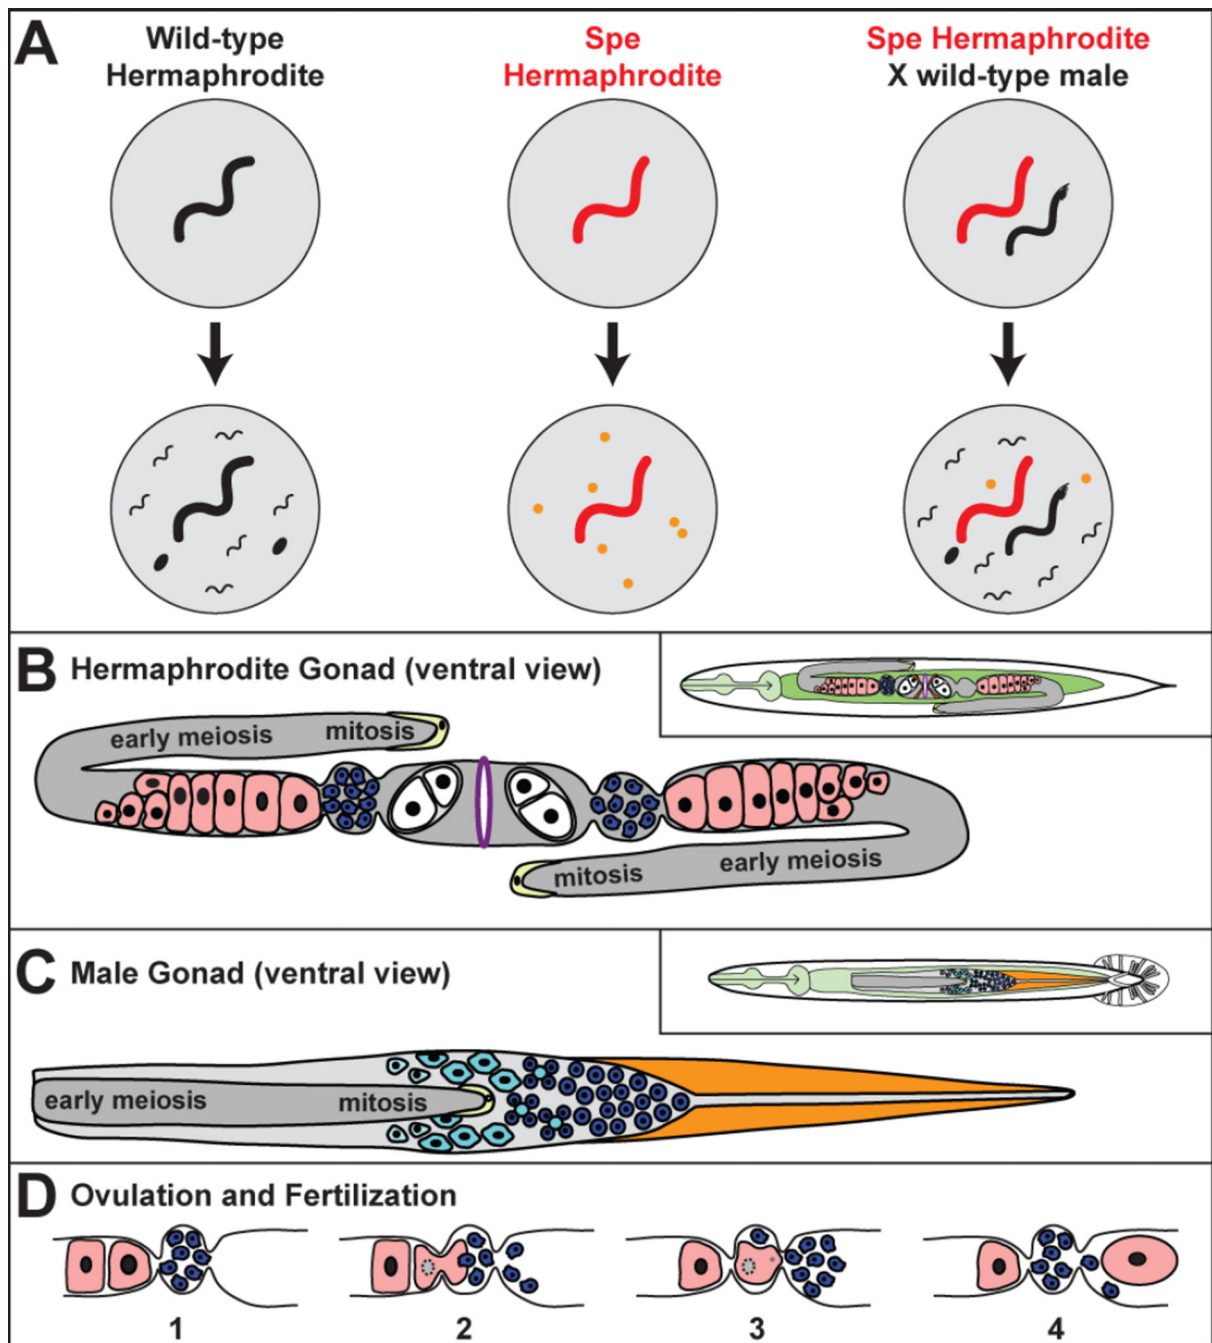 A
Wild-type
Hermaphrodite
Spe
Hermaphrodite
Spe Hermaphrodite
X wild-type male
B Hermaphrodite Gonad (ventral view)
early meiosis
mitosis
mitosis
early meiosis
C Male Gonad (ventral view)
early meiosis
mitosis
D Ovulation and Fertilization
1
2
3
4